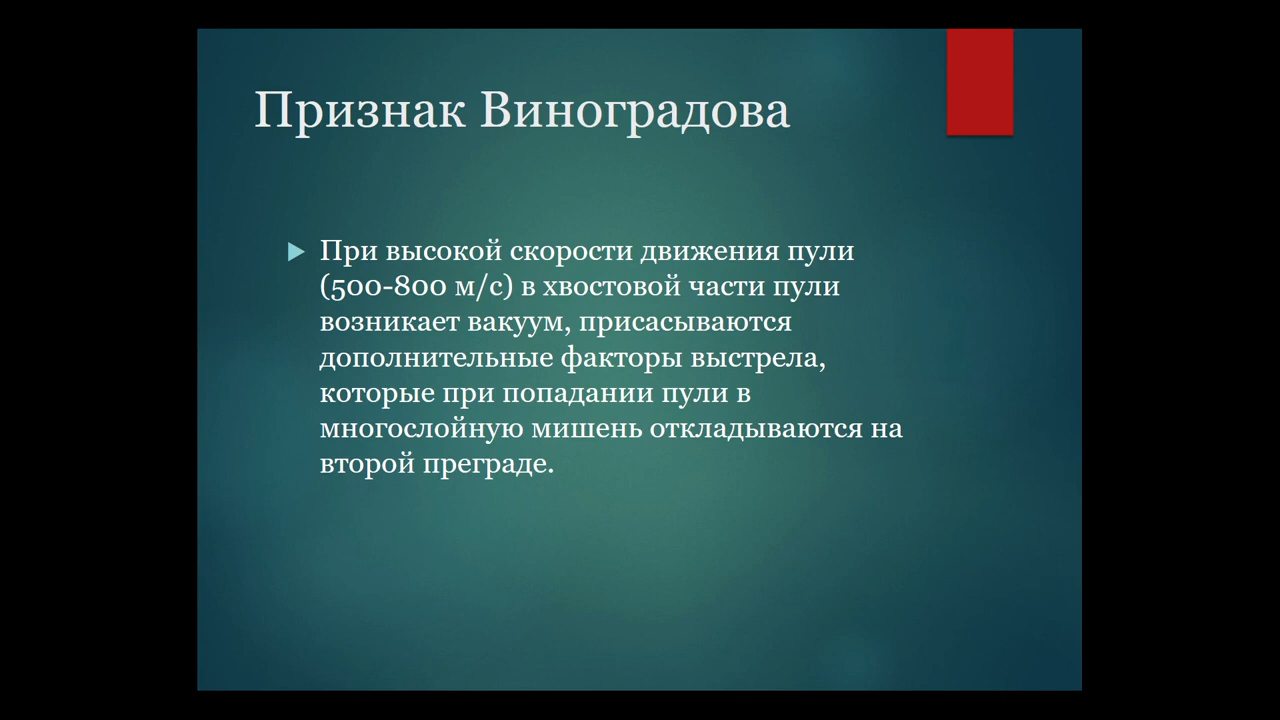 Признак Виноградова
При высокой скорости движения пули
(500-800 м/с) в хвостовой части пули
возникает вакуум, присасываются
дополнительные факторы выстрела,
которые при попадании пули в
многослойную мишень откладываются на
второй преграде.